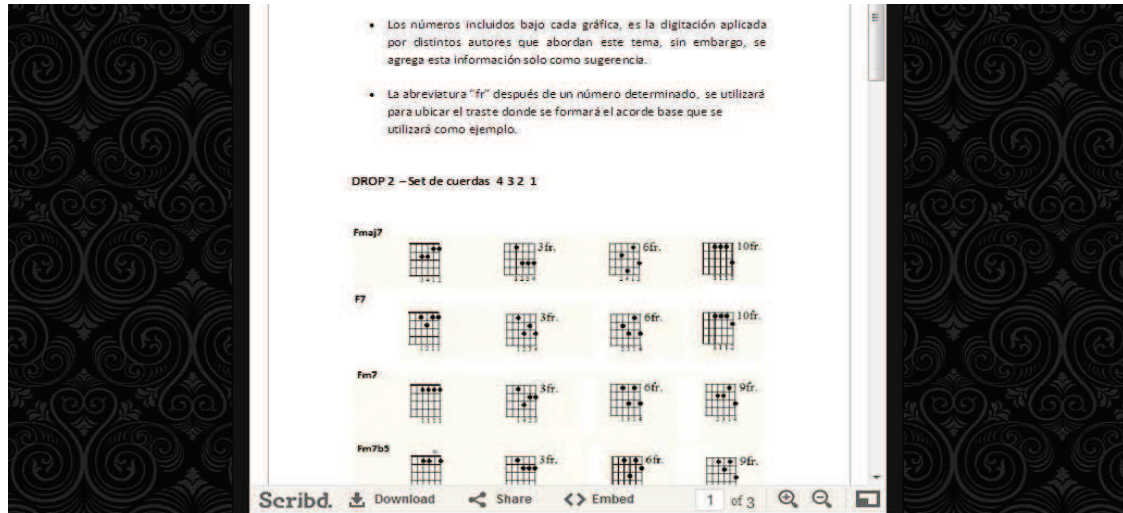 • Los números incluidos bajo cada gráfica, es la digitación aplicada
por distintos autores que abordan este tema, sin embargo, se
agrega esta información solo como sugerencia.
• La abreviatura "fr" después de un número determinado, se utilizará
para ubicar el traste donde se formará el acorde base que se
utilizará como ejemplo.
DROP 2 – Set de cuerdas 4 3 2 1
Fmaj7
3fr. 6fr. 10fr.
F7
3fr. 6fr. 10fr.
Fm7
3fr. 6fr. 9fr.
Fm7b5
3fr. 6fr. 9fr.
Scribd. Download Share Embed 1 of 3